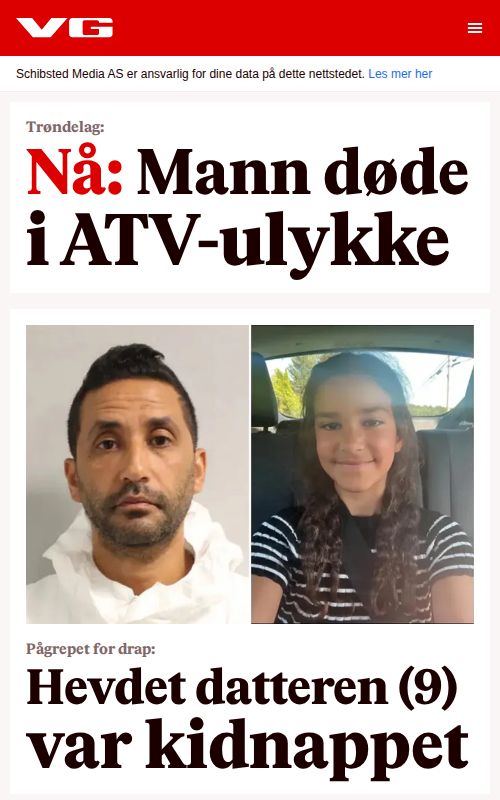 VG
Schibsted Media AS er ansvarlig for dine data på dette nettstedet. Les mer her
Trøndelag:
Nå: Mann døde
i ATV-ulykke
Pågrepet for drap:
Hevdet datteren (9)
var kidnappet